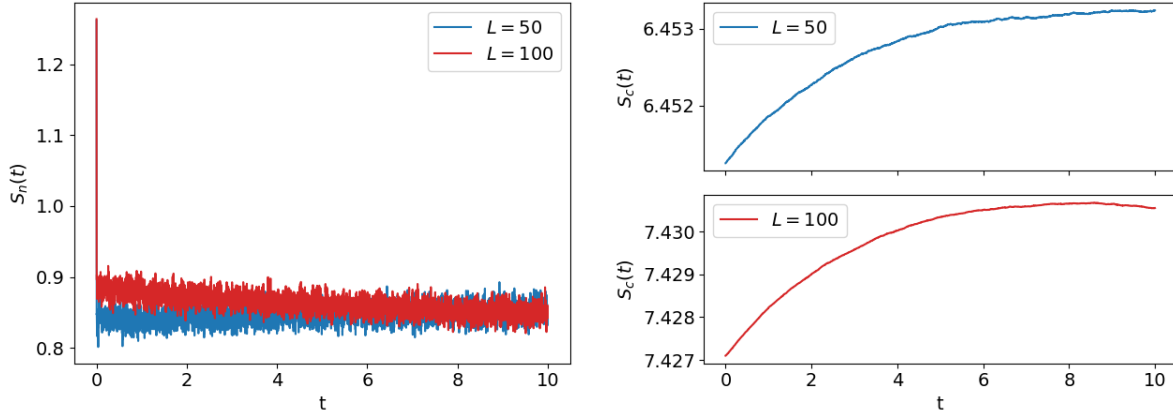 1.2
1.1
1.0
0.9
0.8
S_n(t)
0
2
4
6
8
10
t
L = 50
L = 100
6.453
6.452
S_c(t)
L = 50
7.430
7.429
7.428
7.427
S_c(t)
L = 100
0
2
4
6
8
10
t